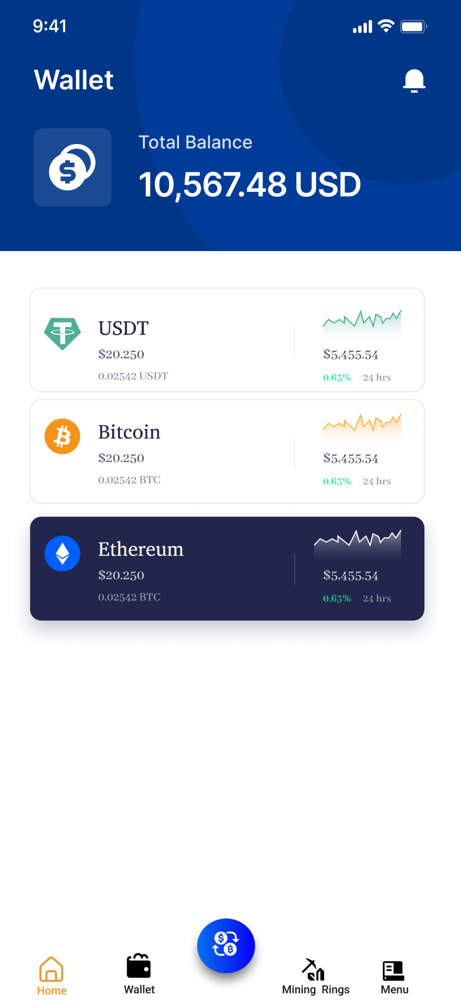 9:41
Wallet
Total Balance
10,567.48 USD
USDT
$20.250
$5,455.54
0.02542 USDT
0.63% 24 hrs
Bitcoin
$20.250
$5,455.54
0.02542 BTC
0.63% 24 hrs
Ethereum
$20.250
$5,455.54
0.02542 BTC
0.63% 24 hrs
Home
Wallet
Mining Rings
Menu